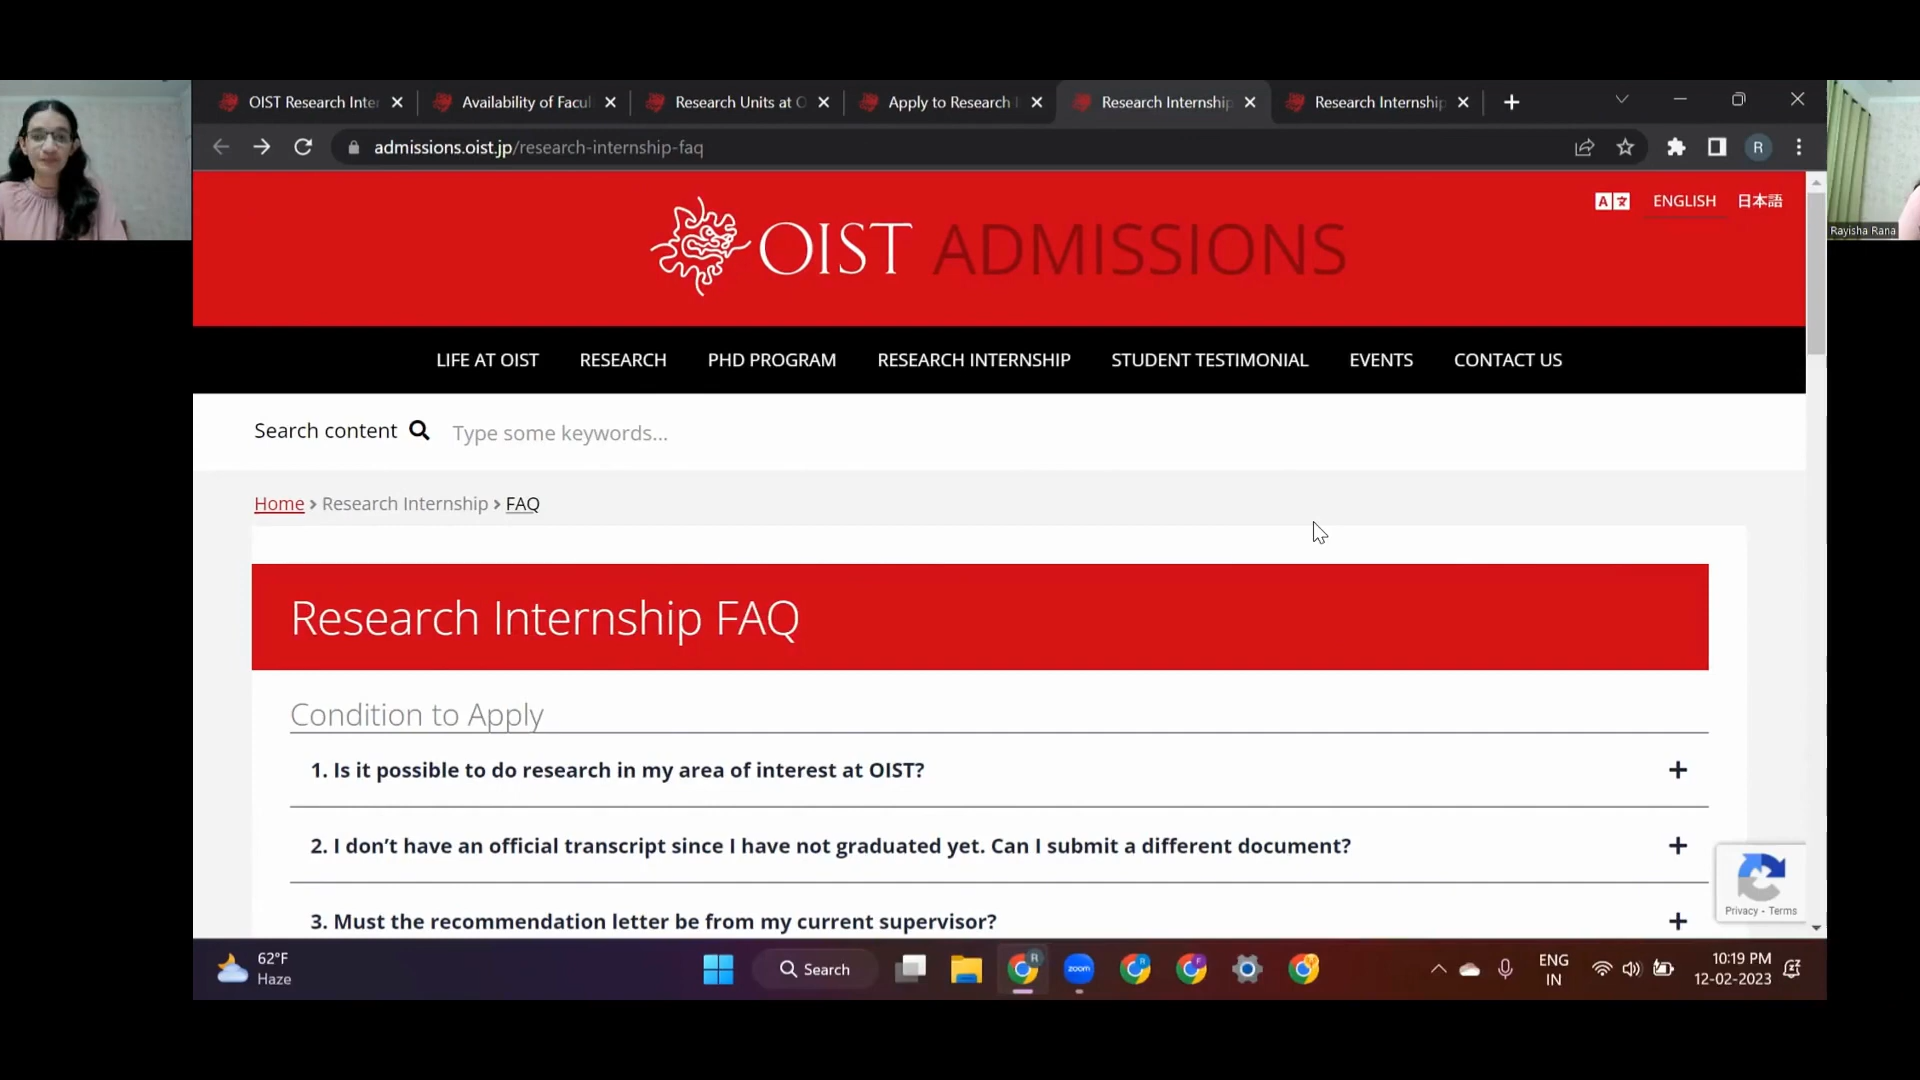 OIST Research Inte
Availability of Facul
Research Units at O
Apply to Research I
Research Internship
Research Internship
admissions.oist.jp/research-internship-faq
R
A
ENGLISH
日本語
OIST ADMISSIONS
Rayisha Rana
LIFE AT OIST
RESEARCH
PHD PROGRAM
RESEARCH INTERNSHIP
STUDENT TESTIMONIAL
EVENTS
CONTACT US
Search content
Type some keywords...
Home › Research Internship › FAQ
Research Internship FAQ
Condition to Apply
1. Is it possible to do research in my area of interest at OIST?
2. I don’t have an official transcript since I have not graduated yet. Can I submit a different document?
3. Must the recommendation letter be from my current supervisor?
Privacy - Terms
62°F
Haze
Search
R
zoom
R
F
ENG
IN
10:19 PM
12-02-2023